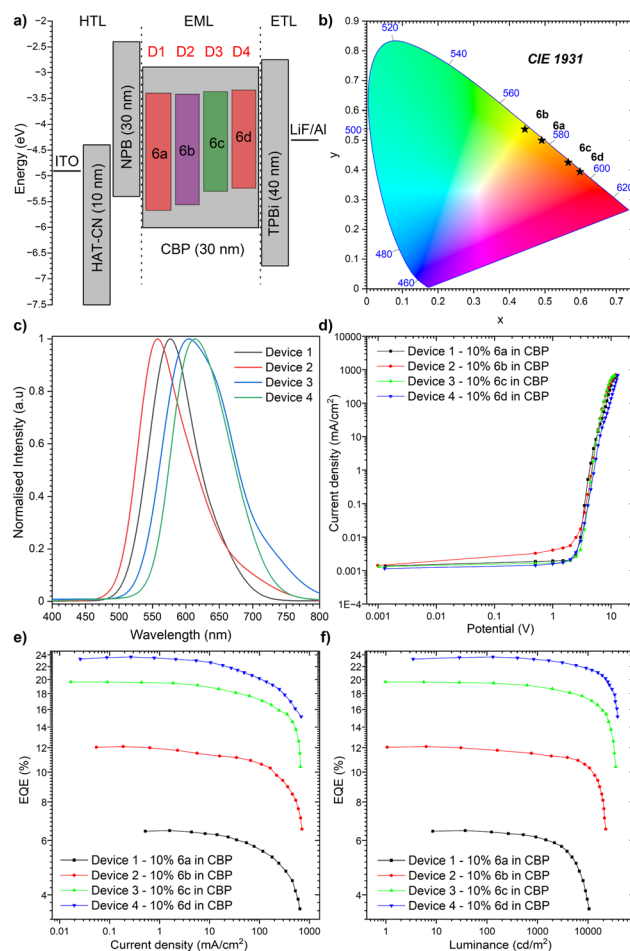 a)
HTL
EML
ETL
D1 D2 D3 D4
-2
-2.5
-3
-3.5
-4
-4.5
-5
-5.5
-6
-6.5
-7
-7.5
Energy (eV)
ITO
HAT-CN (10 nm)
NPB (30 nm)
6a
6b
6c
6d
CBP (30 nm)
TPBi (40 nm)
LiF/Al
b)
CIE 1931
0.9
0.8
0.7
0.6
0.5
0.4
0.3
0.2
0.1
0
y
520
540
560
500
580
600
620
480
460
6b
6a
6c
6d
0 0.1 0.2 0.3 0.4 0.5 0.6 0.7
x
c)
Device 1
Device 2
Device 3
Device 4
1
0.8
0.6
0.4
0.2
0
Normalised Intensity (a.u)
400 450 500 550 600 650 700 750 800
Wavelength (nm)
d)
Device 1 - 10% 6a in CBP
Device 2 - 10% 6b in CBP
Device 3 - 10% 6c in CBP
Device 4 - 10% 6d in CBP
10000
1000
100
10
1
0.1
0.01
0.001
1E-4
Current density (mA/cm²)
0.001 0.01 0.1 1 10
Potential (V)
e)
24
22
20
18
16
14
12
10
8
6
4
EQE (%)
Device 1 - 10% 6a in CBP
Device 2 - 10% 6b in CBP
Device 3 - 10% 6c in CBP
Device 4 - 10% 6d in CBP
0.01 0.1 1 10 100 1000
Current density (mA/cm²)
f)
24
22
20
18
16
14
12
10
8
6
4
EQE (%)
Device 1 - 10% 6a in CBP
Device 2 - 10% 6b in CBP
Device 3 - 10% 6c in CBP
Device 4 - 10% 6d in CBP
1 10 100 1000 10000
Luminance (cd/m²)